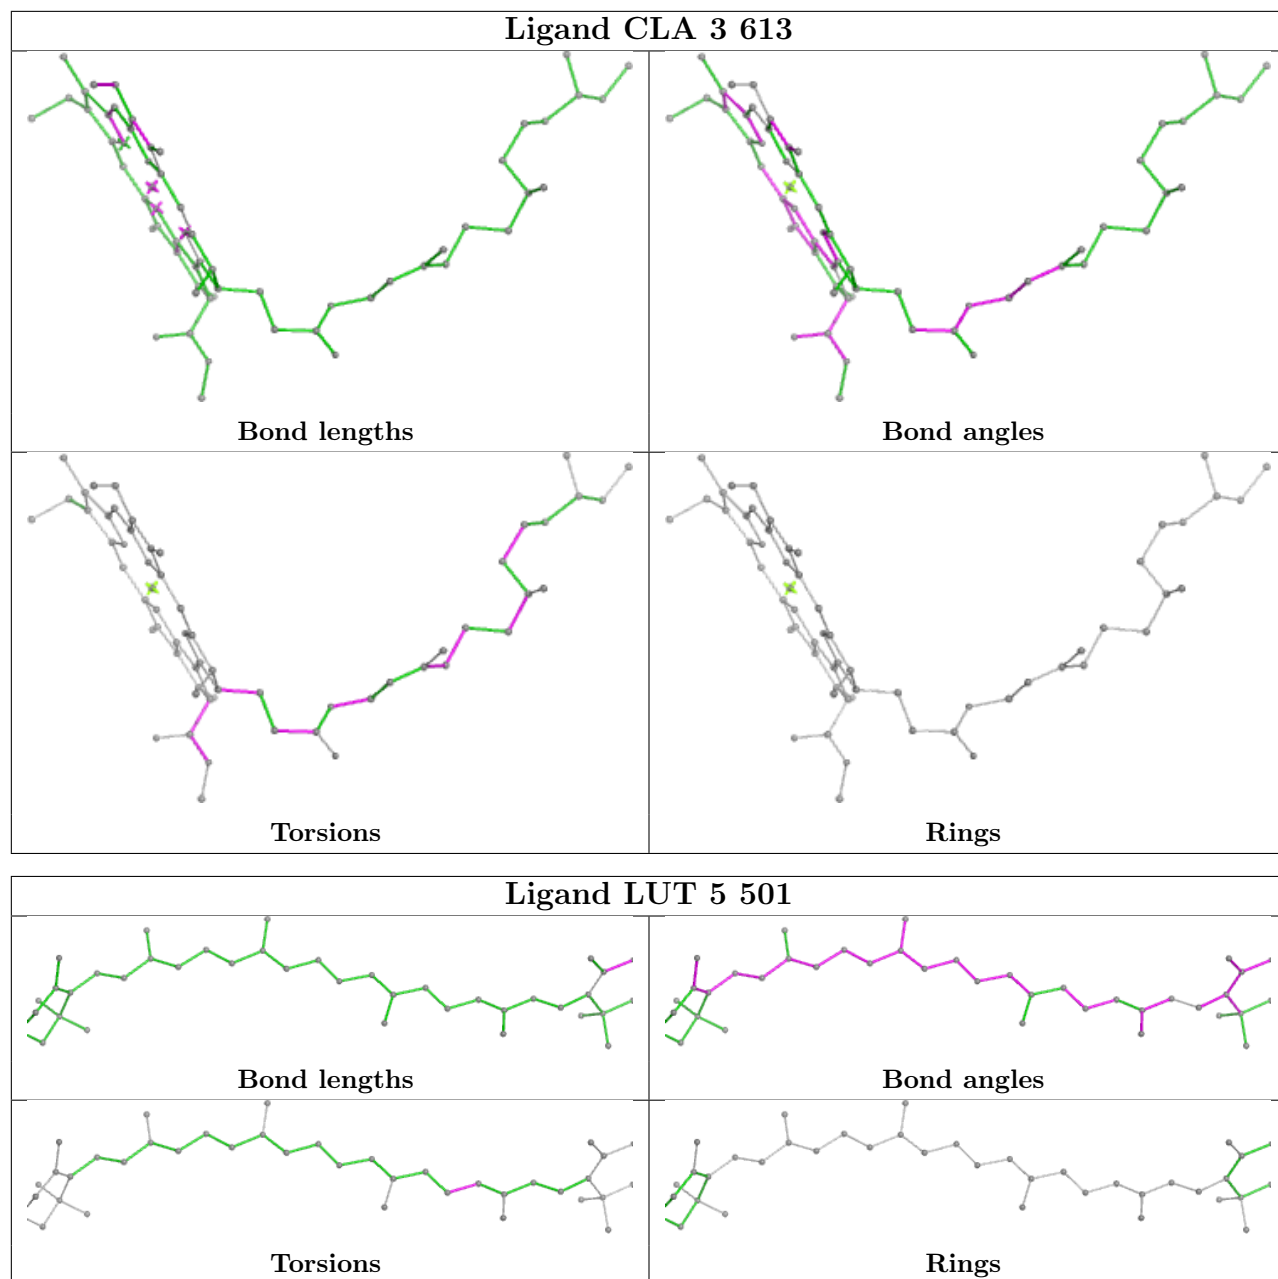 Ligand CLA 3 613
Bond lengths
Bond angles
Torsions
Rings
Ligand LUT 5 501
Bond lengths
Bond angles
Torsions
Rings